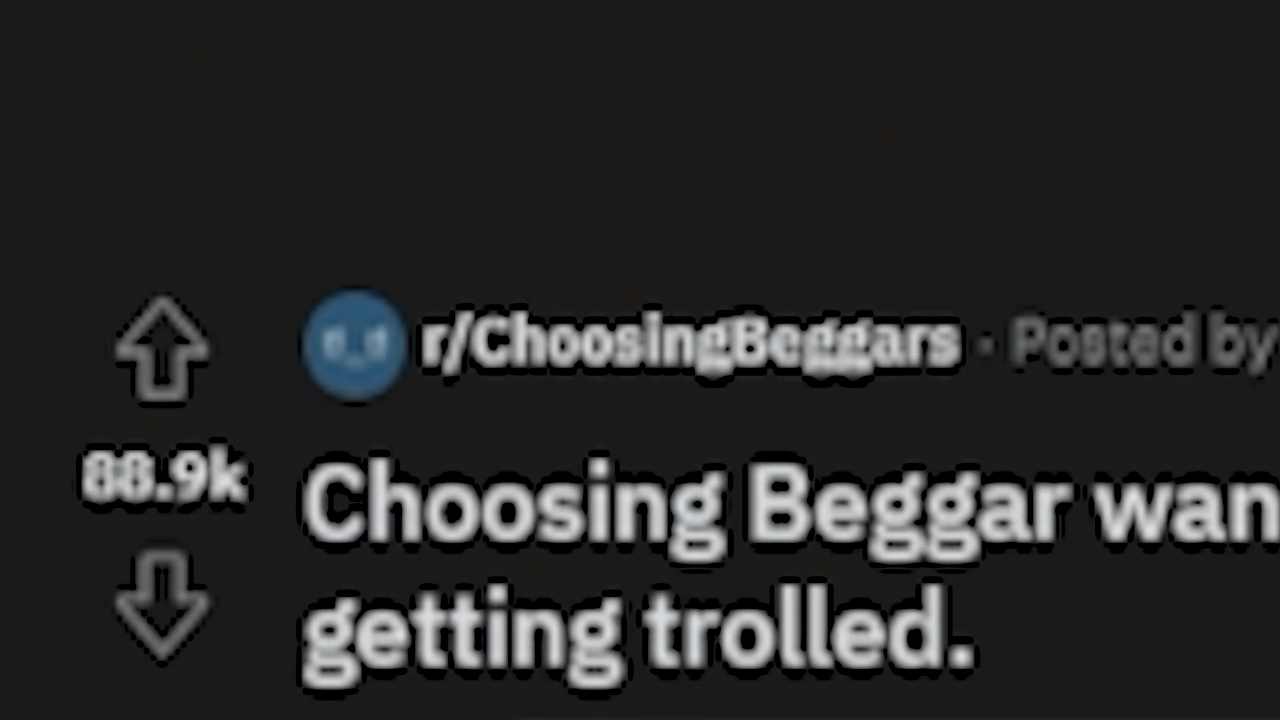 r/ChoosingBeggars · Posted by
88.9k
Choosing Beggar wan
getting trolled.